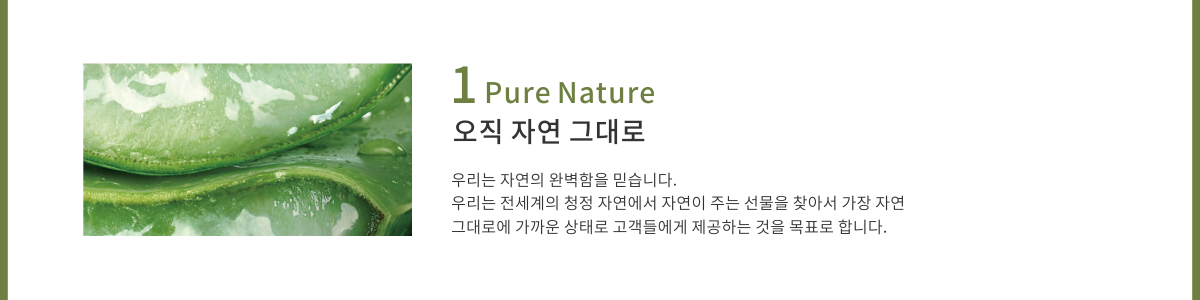 1 Pure Nature
오직 자연 그대로
우리는 자연의 완벽함을 믿습니다.
우리는 전세계의 청정 자연에서 자연이 주는 선물을 찾아서 가장 자연
그대로에 가까운 상태로 고객들에게 제공하는 것을 목표로 합니다.